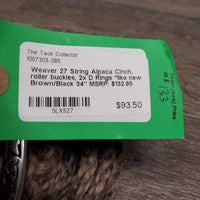 The Tack Collector
1007303-385
Weaver 27 String Alpaca Cinch,
roller buckles, 2x D Rings *like new
Brown/Black 34" MSRP: $132.95
$93.50
5LX5Z7